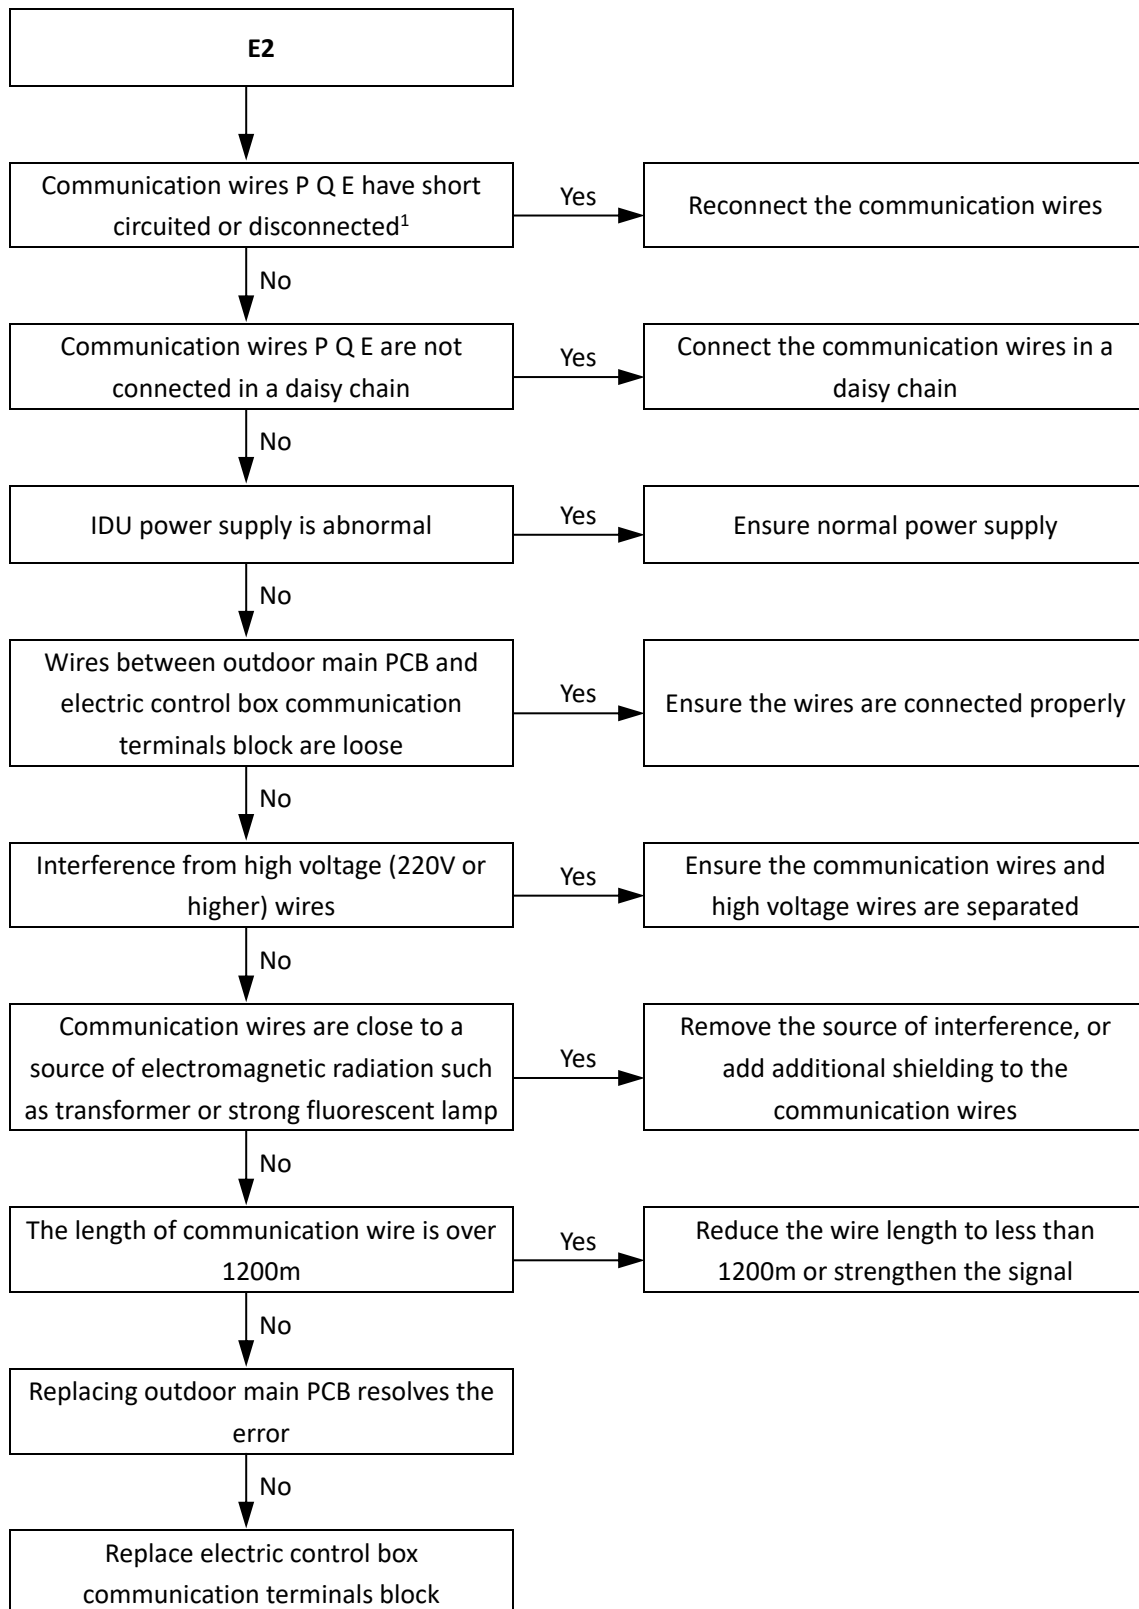 E2
Communication wires P Q E have short
circuited or disconnected¹
Yes
Reconnect the communication wires
No
Communication wires P Q E are not
connected in a daisy chain
Yes
Connect the communication wires in a
daisy chain
No
IDU power supply is abnormal
Yes
Ensure normal power supply
No
Wires between outdoor main PCB and
electric control box communication
terminals block are loose
Yes
Ensure the wires are connected properly
No
Interference from high voltage (220V or
higher) wires
Yes
Ensure the communication wires and
high voltage wires are separated
No
Communication wires are close to a
source of electromagnetic radiation such
as transformer or strong fluorescent lamp
Yes
Remove the source of interference, or
add additional shielding to the
communication wires
No
The length of communication wire is over
1200m
Yes
Reduce the wire length to less than
1200m or strengthen the signal
No
Replacing outdoor main PCB resolves the
error
No
Replace electric control box
communication terminals block